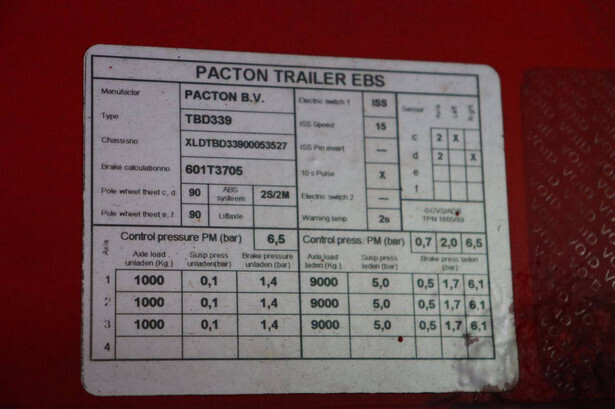 PACTON TRAILER EBS
Manufactor PACTON B.V. Electric switch 1 ISS Sensor
Type TBD339 ISS Speed 15 c 2 X
Chassisno XLDTBD33900053527 ISS Pin invert — d 2 X
Brake calculationno 601T3705 10 s Pulse X e
Pole wheel theet c, d 90 ABS systeem 2S/2M Electric switch 2 — f
Pole wheel theet e, f 90 Liftaxle Warning lamp 2s
TPN
Axle Control pressure PM (bar) 6,5 Control press. PM (bar) 0,7 2,0 6,5
Axle load Susp press Brake pressure Axle load Susp press Brake press laden
unladen (Kg.) unladen(bar) unladen (bar) laden (Kg.) laden (bar) (bar)
1 1000 0,1 1,4 9000 5,0 0,5 1,7 6,1
2 1000 0,1 1,4 9000 5,0 0,5 1,7 6,1
3 1000 0,1 1,4 9000 5,0 0,5 1,7 6,1
4
VOID VOID VOID